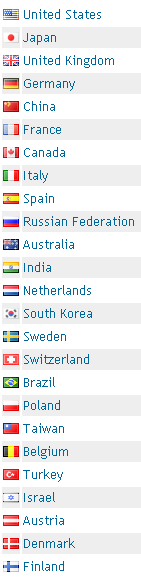 United States
Japan
United Kingdom
Germany
China
France
Canada
Italy
Spain
Russian Federation
Australia
India
Netherlands
South Korea
Sweden
Switzerland
Brazil
Poland
Taiwan
Belgium
Turkey
Israel
Austria
Denmark
Finland